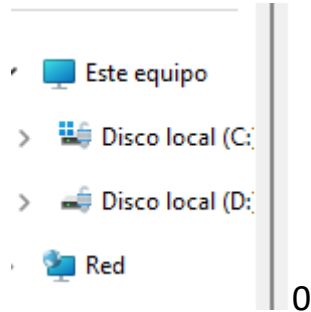 Este equipo
Disco local (C:)
Disco local (D:)
Red
0